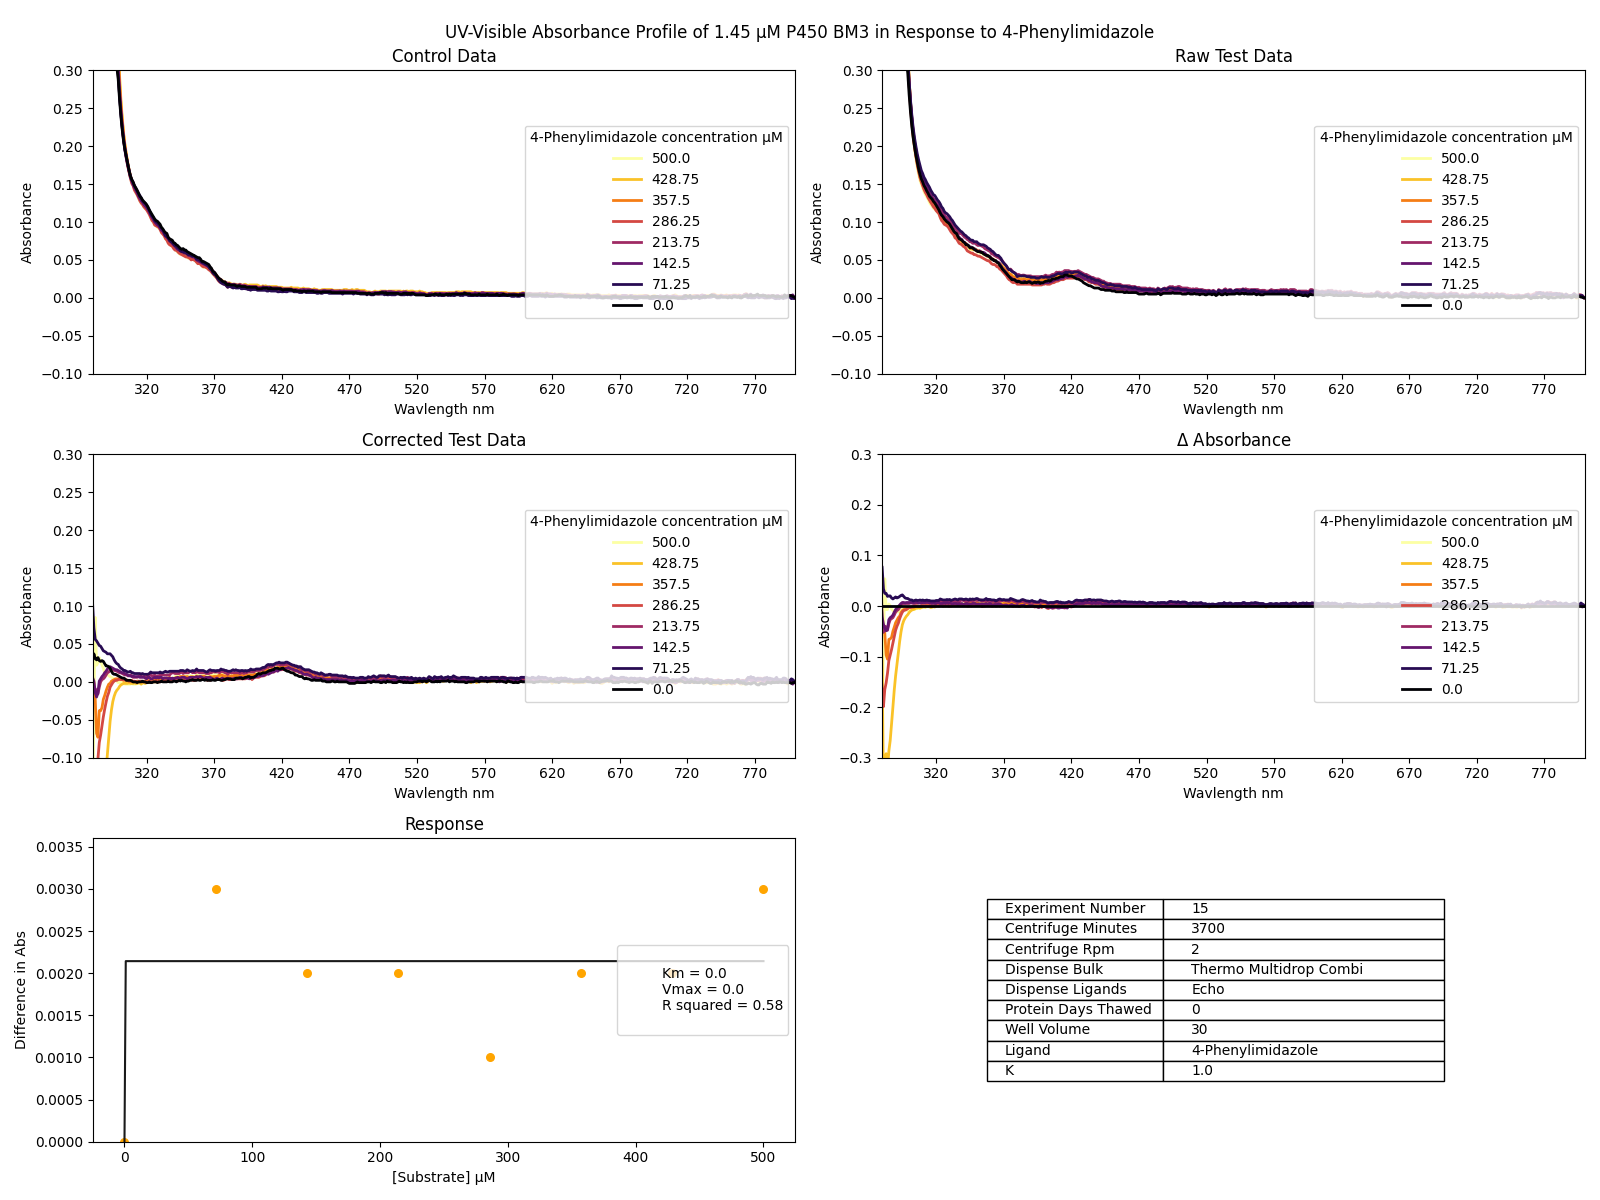 UV-Visible Absorbance Profile of 1.45 µM P450 BM3 in Response to 4-Phenylimidazole
Control Data
0.30
0.25
0.20
0.15
0.10
0.05
0.00
−0.05
−0.10
Absorbance
320 370 420 470 520 570 620 670 720 770
Wavlength nm
4-Phenylimidazole concentration µM
500.0
428.75
357.5
286.25
213.75
142.5
71.25
0.0
Raw Test Data
0.30
0.25
0.20
0.15
0.10
0.05
0.00
−0.05
−0.10
Absorbance
320 370 420 470 520 570 620 670 720 770
Wavlength nm
4-Phenylimidazole concentration µM
500.0
428.75
357.5
286.25
213.75
142.5
71.25
0.0
Corrected Test Data
0.30
0.25
0.20
0.15
0.10
0.05
0.00
−0.05
−0.10
Absorbance
320 370 420 470 520 570 620 670 720 770
Wavlength nm
4-Phenylimidazole concentration µM
500.0
428.75
357.5
286.25
213.75
142.5
71.25
0.0
Δ Absorbance
0.3
0.2
0.1
0.0
−0.1
−0.2
−0.3
Absorbance
320 370 420 470 520 570 620 670 720 770
Wavlength nm
4-Phenylimidazole concentration µM
500.0
428.75
357.5
286.25
213.75
142.5
71.25
0.0
Response
0.0035
0.0030
0.0025
0.0020
0.0015
0.0010
0.0005
0.0000
Difference in Abs
0 100 200 300 400 500
[Substrate] µM
Km = 0.0
Vmax = 0.0
R squared = 0.58
Experiment Number 15
Centrifuge Minutes 3700
Centrifuge Rpm 2
Dispense Bulk Thermo Multidrop Combi
Dispense Ligands Echo
Protein Days Thawed 0
Well Volume 30
Ligand 4-Phenylimidazole
K 1.0